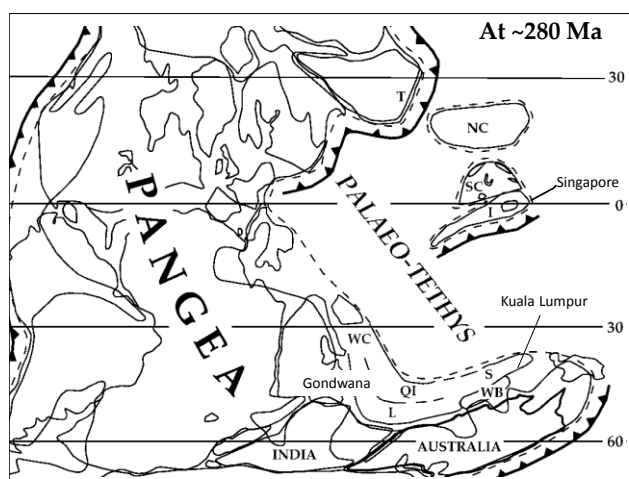 At ~280 Ma
30
T
NC
SC
Singapore
I
0
PANGEA
PALAEO-TETHYS
Kuala Lumpur
WC
30
Gondwana
S
QI
WB
L
INDIA
AUSTRALIA
60